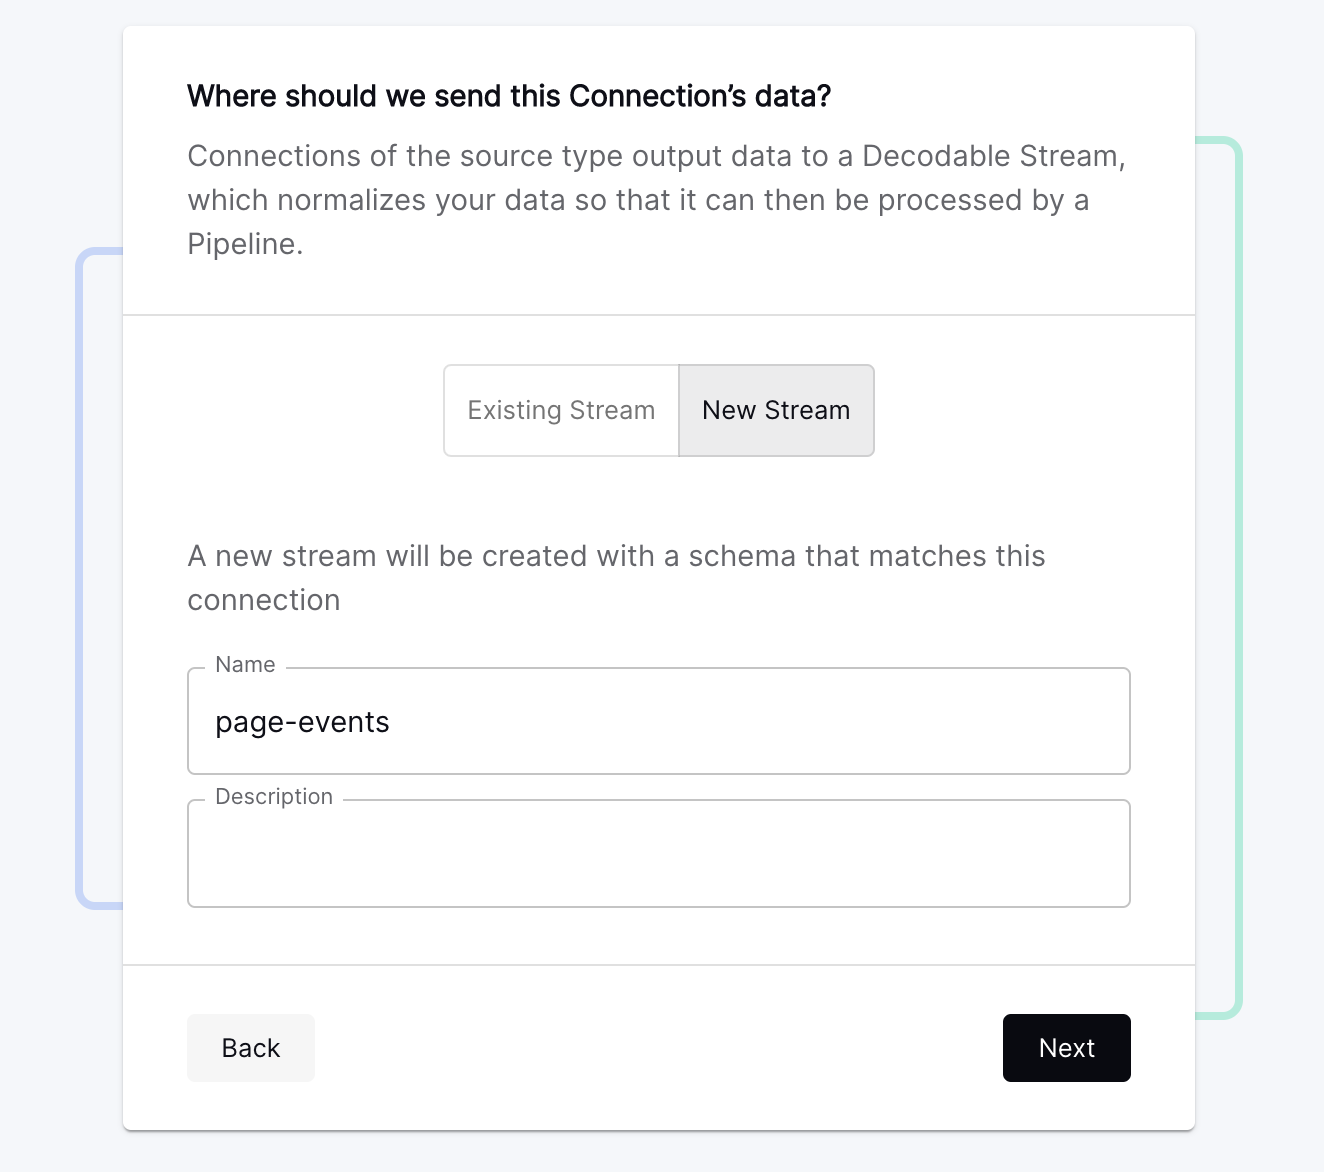 Where should we send this Connection’s data?
Connections of the source type output data to a Decodable Stream,
which normalizes your data so that it can then be processed by a
Pipeline.
Existing Stream
New Stream
A new stream will be created with a schema that matches this
connection
Name
page-events
Description
Back
Next